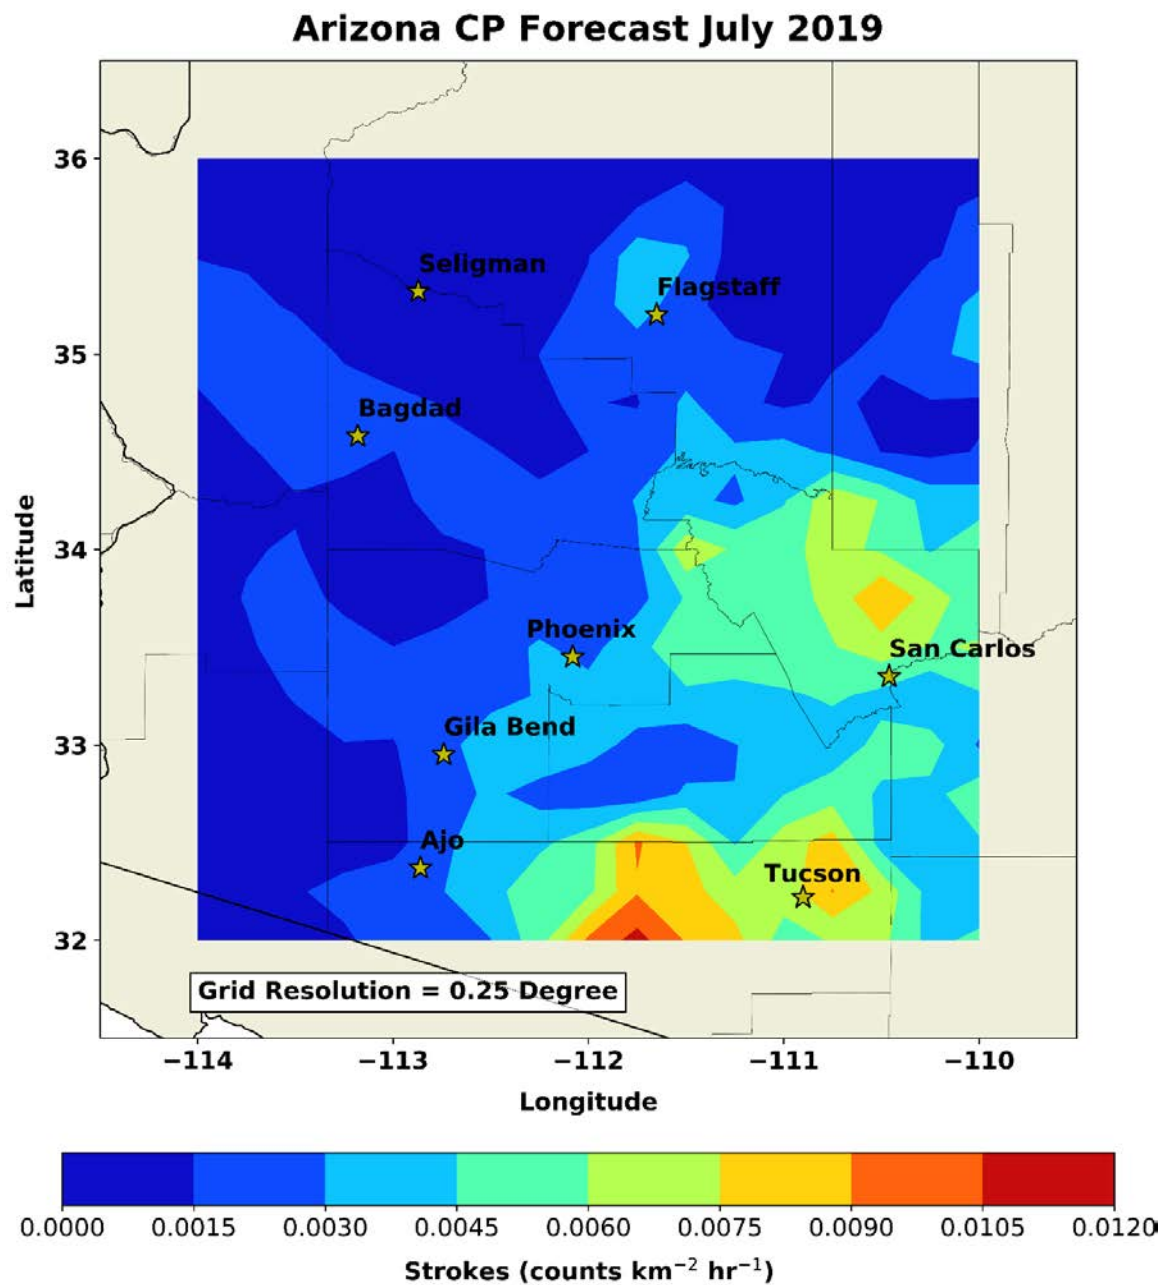 Arizona CP Forecast July 2019
36
Seligman
Flagstaff
35
Bagdad
Latitude
34
Phoenix
San Carlos
Gila Bend
33
Ajo
Tucson
32
Grid Resolution = 0.25 Degree
−114 −113 −112 −111 −110
Longitude
0.0000 0.0015 0.0030 0.0045 0.0060 0.0075 0.0090 0.0105 0.0120
Strokes (counts km⁻² hr⁻¹)